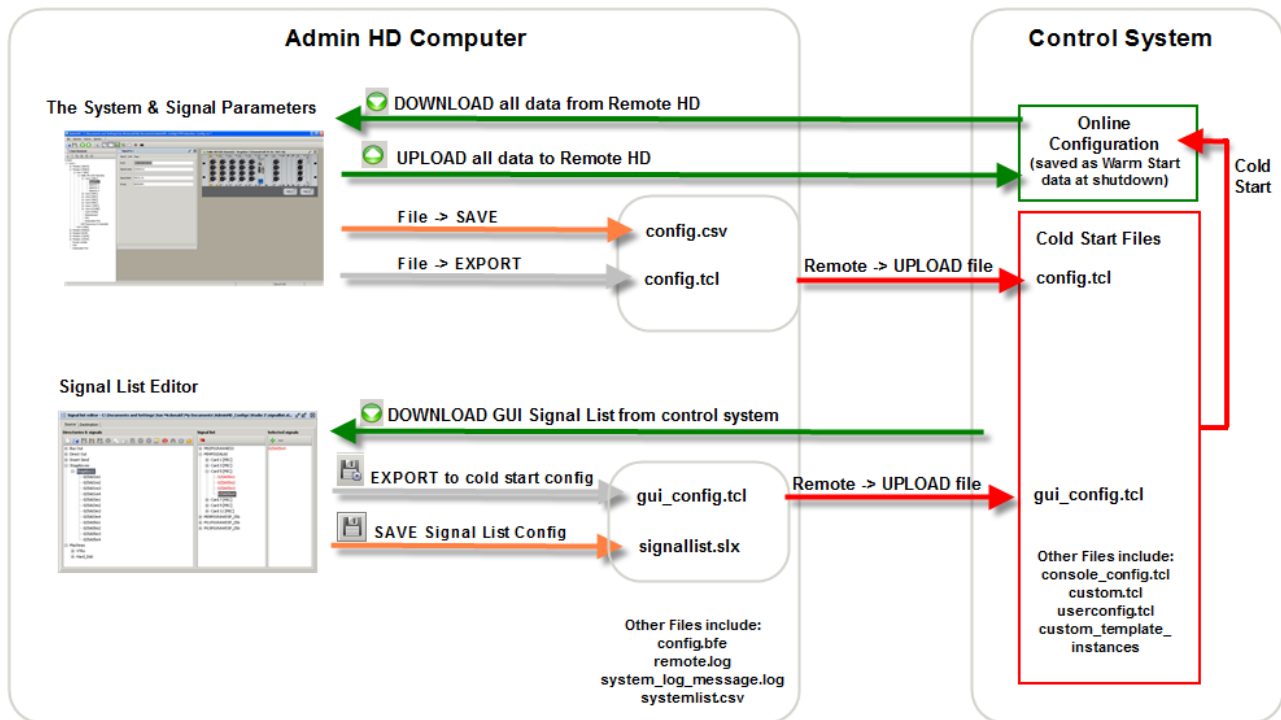 Admin HD Computer
Control System
The System & Signal Parameters
DOWNLOAD all data from Remote HD
UPLOAD all data to Remote HD
Online
Configuration
(saved as Warm Start
data at shutdown)
Cold
Start
File -> SAVE
config.csv
File -> EXPORT
config.tcl
Remote -> UPLOAD file
Cold Start Files
config.tcl
Signal List Editor
DOWNLOAD GUI Signal List from control system
EXPORT to cold start config
gui_config.tcl
Remote -> UPLOAD file
gui_config.tcl
SAVE Signal List Config
signallist.slx
Other Files include:
config.bfe
remote.log
system_log_message.log
systemlist.csv
Other Files include:
console_config.tcl
custom.tcl
userconfig.tcl
custom_template_
instances